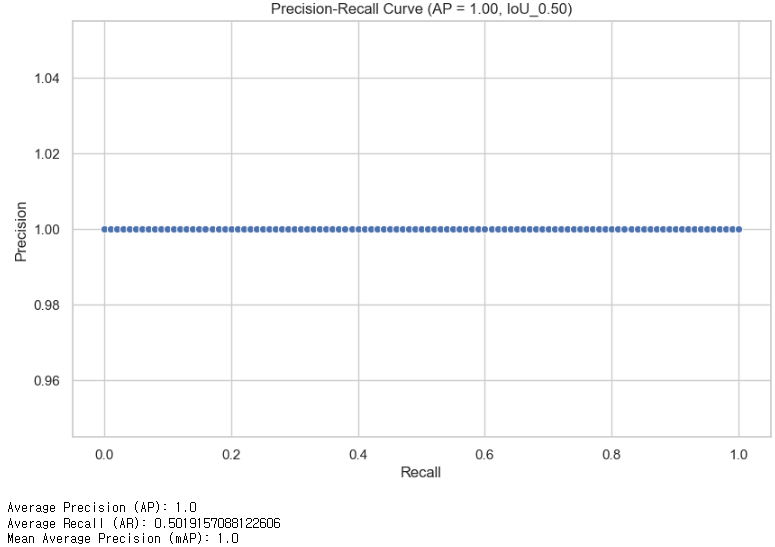 Precision-Recall Curve (AP = 1.00, IoU_0.50)
1.04
1.02
1.00
0.98
0.96
Precision
0.0 0.2 0.4 0.6 0.8 1.0
Recall
Average Precision (AP): 1.0
Average Recall (AR): 0.5019157088122606
Mean Average Precision (mAP): 1.0